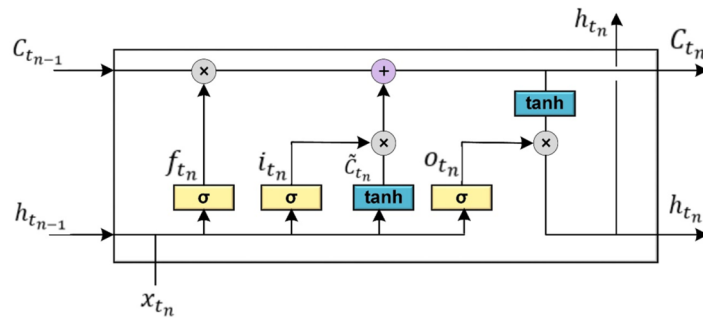 h_{t_n}
C_{t_{n-1}} C_{t_n}
× +
tanh
f_{t_n} i_{t_n} × C̃_{t_n} o_{t_n} ×
σ σ tanh σ
h_{t_{n-1}} h_{t_n}
x_{t_n}